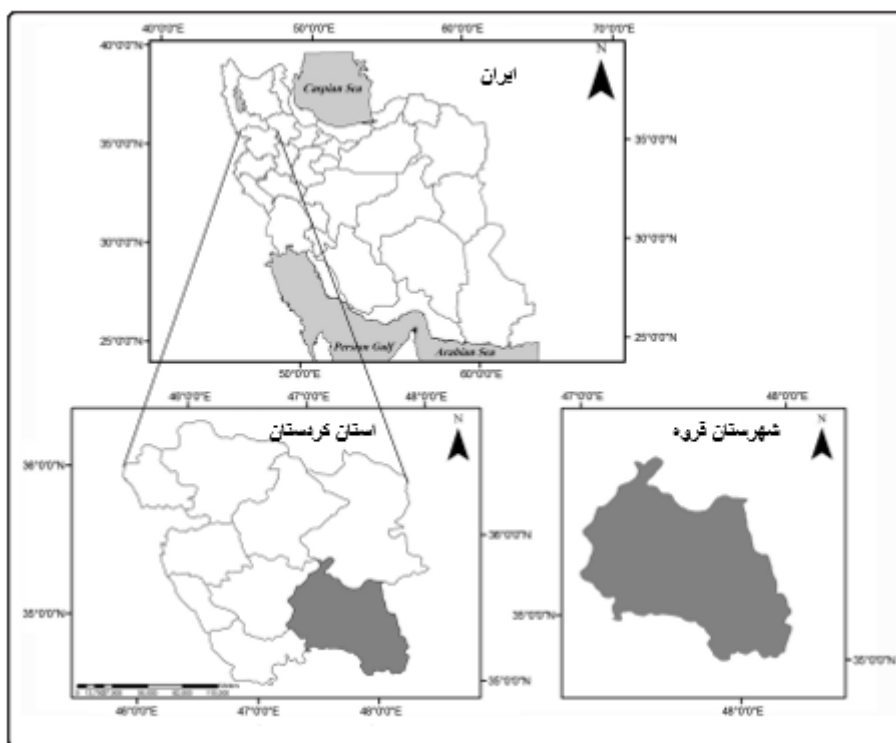 40°0'0"E 50°0'0"E 60°0'0"E 70°0'0"E
40°0'0"N
N
ایران
Caspian Sea
35°0'0"N
35°0'0"N
30°0'0"N
30°0'0"N
25°0'0"N
25°0'0"N
Persian Gulf
Arabian Sea
50°0'0"E 60°0'0"E
46°0'0"E 47°0'0"E 48°0'0"E
استان کردستان
N
36°0'0"N
36°0'0"N
35°0'0"N
35°0'0"N
46°0'0"E 47°0'0"E 48°0'0"E
47°0'0"E 48°0'0"E
شهرستان قروه
N
35°0'0"N
35°0'0"N
48°0'0"E